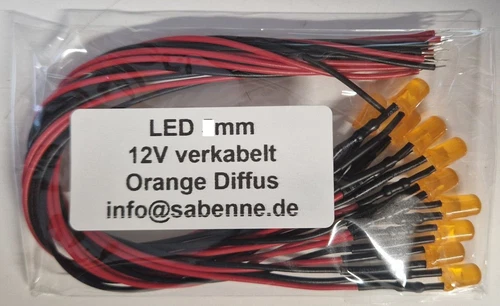 LED mm
12V verkabelt
Orange Diffus
info@sabenne.de